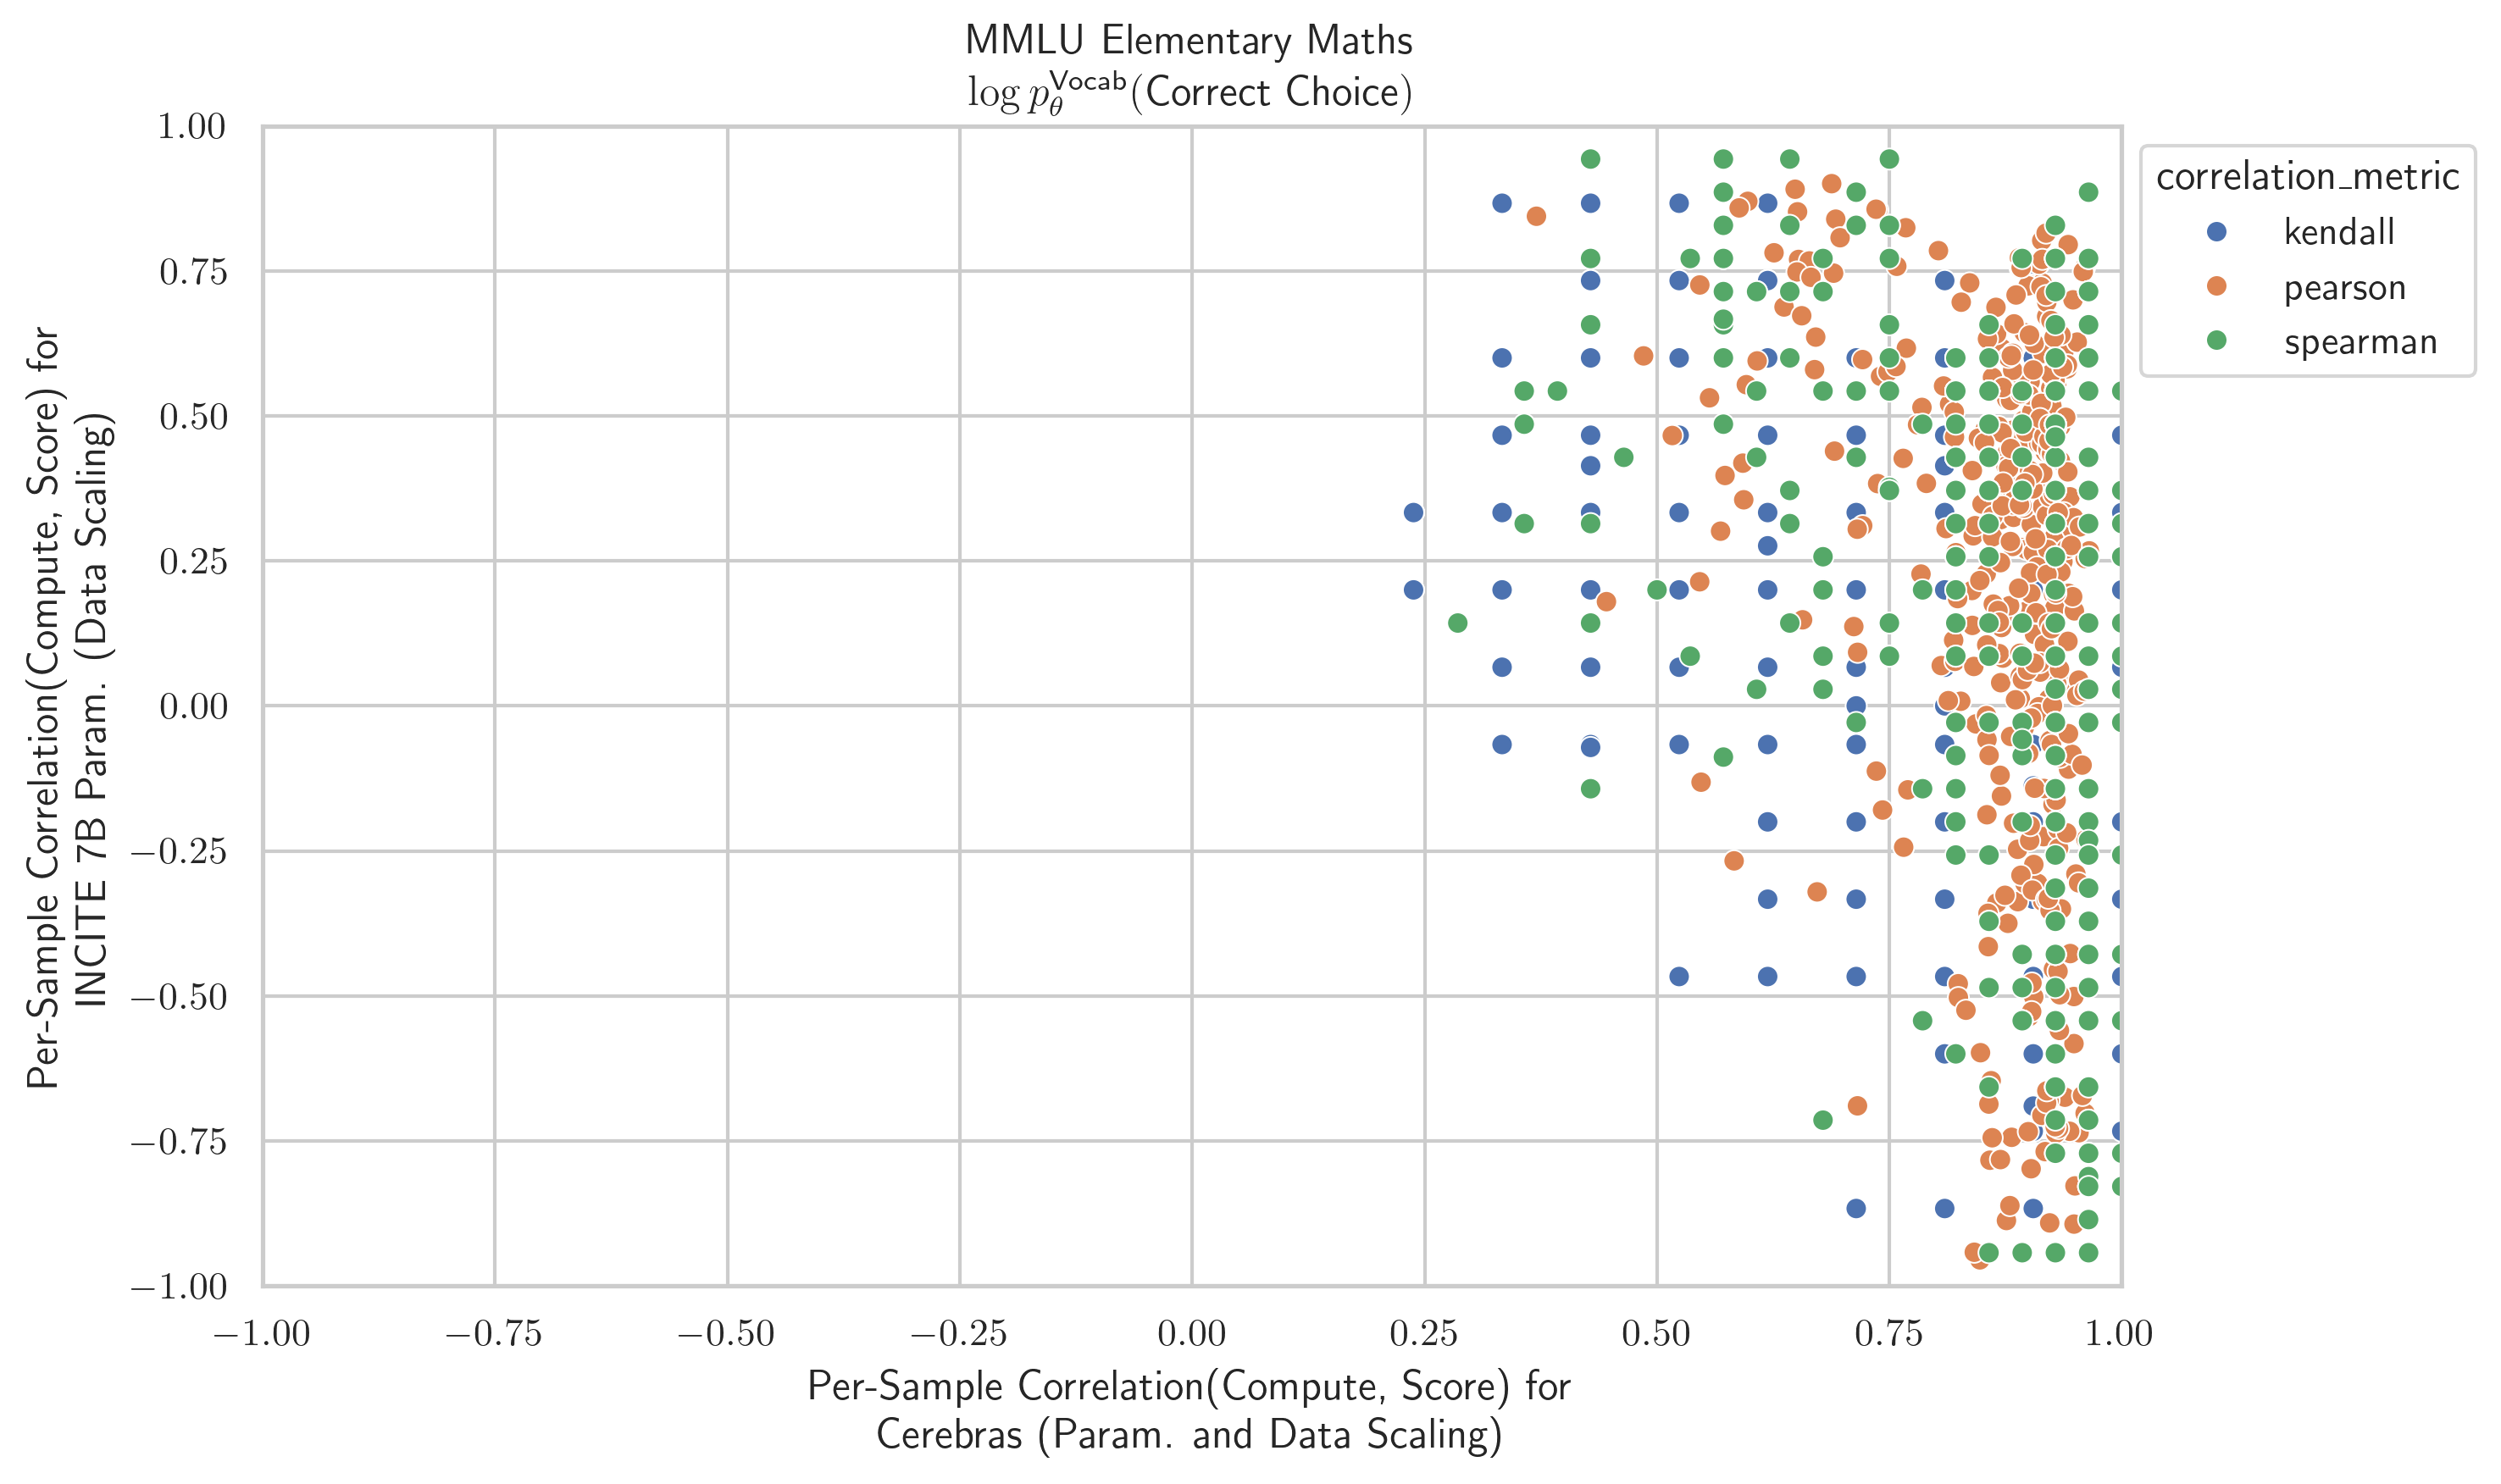 MMLU Elementary Maths
log p_θ^Vocab(Correct Choice)
correlation_metric
kendall
pearson
spearman
Per-Sample Correlation(Compute, Score) for
INCITE 7B Param. (Data Scaling)
1.00
0.75
0.50
0.25
0.00
−0.25
−0.50
−0.75
−1.00
−1.00 −0.75 −0.50 −0.25 0.00 0.25 0.50 0.75 1.00
Per-Sample Correlation(Compute, Score) for
Cerebras (Param. and Data Scaling)